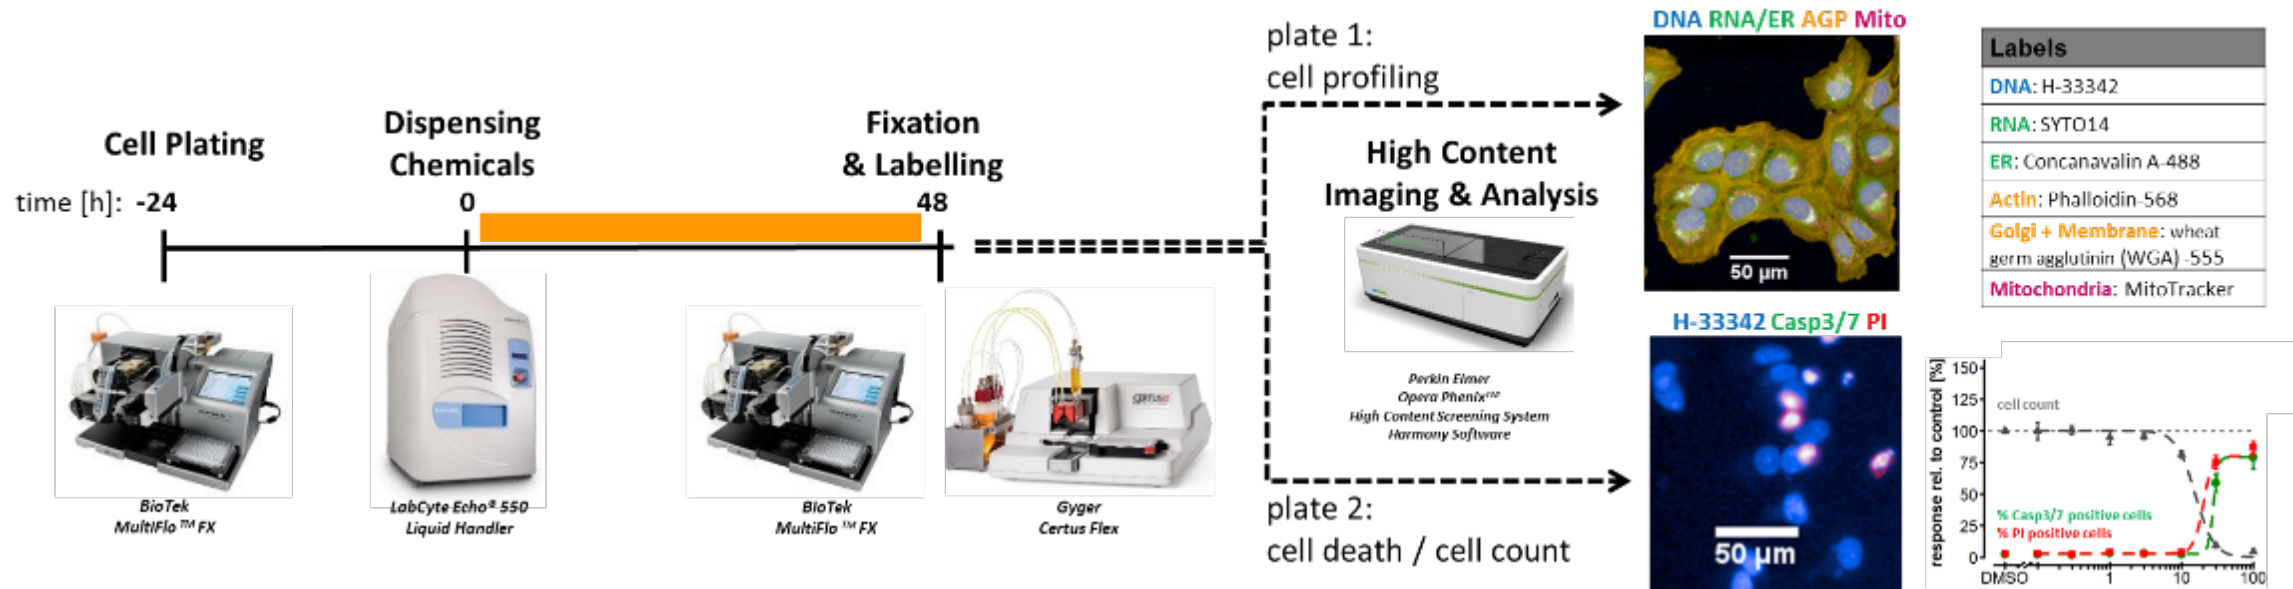 Cell Plating
Dispensing
Chemicals
Fixation
& Labelling
time [h]: -24 0 48
BioTek
MultiFlo TM FX
LabCyte Echo® 550
Liquid Handler
BioTek
MultiFlo TM FX
Gyger
Certus Flex
plate 1:
cell profiling
High Content
Imaging & Analysis
Perkin Elmer
Opera Phenix™
High Content Screening System
Harmony Software
plate 2:
cell death / cell count
DNA RNA/ER AGP Mito
50 µm
H-33342 Casp3/7 PI
50 µm
Labels
DNA: H-33342
RNA: SYTO14
ER: Concanavalin A-488
Actin: Phalloidin-568
Golgi + Membrane: wheat
germ agglutinin (WGA) -555
Mitochondria: MitoTracker
response rel. to control [%]
150
125
100
75
50
25
0
cell count
% Casp3/7 positive cells
% PI positive cells
DMSO 1 10 100